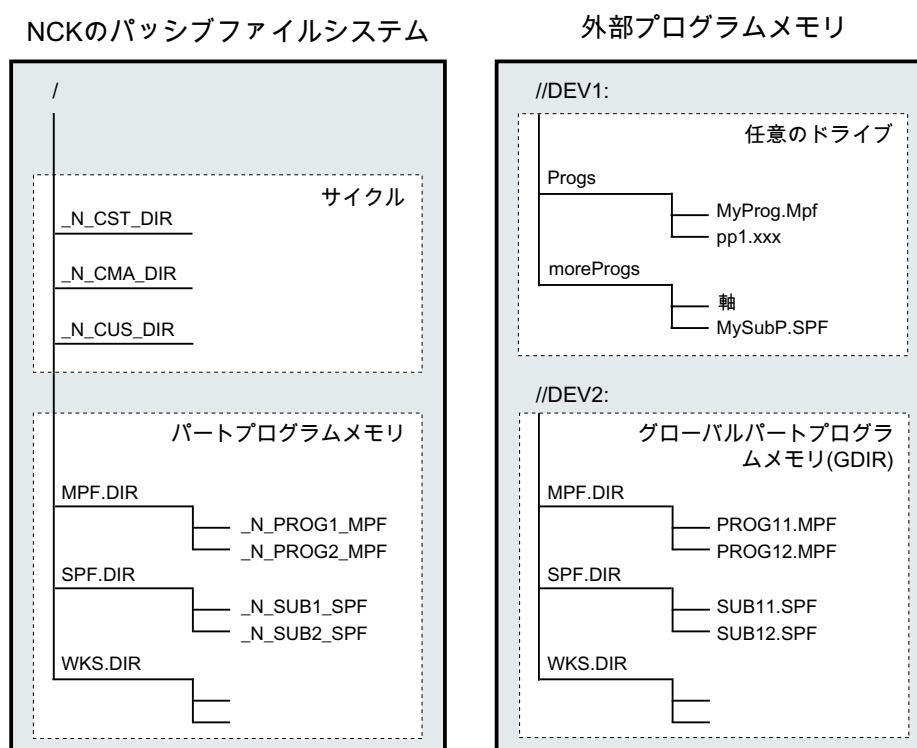 NCKのパッシブファイルシステム
/
サイクル
_N_CST_DIR
_N_CMA_DIR
_N_CUS_DIR
パートプログラムメモリ
MPF.DIR
_N_PROG1_MPF
_N_PROG2_MPF
SPF.DIR
_N_SUB1_SPF
_N_SUB2_SPF
WKS.DIR
外部プログラムメモリ
//DEV1:
任意のドライブ
Progs
MyProg.Mpf
pp1.xxx
moreProgs
軸
MySubP.SPF
//DEV2:
グローバルパートプログラ
ムメモリ(GDIR)
MPF.DIR
PROG11.MPF
PROG12.MPF
SPF.DIR
SUB11.SPF
SUB12.SPF
WKS.DIR